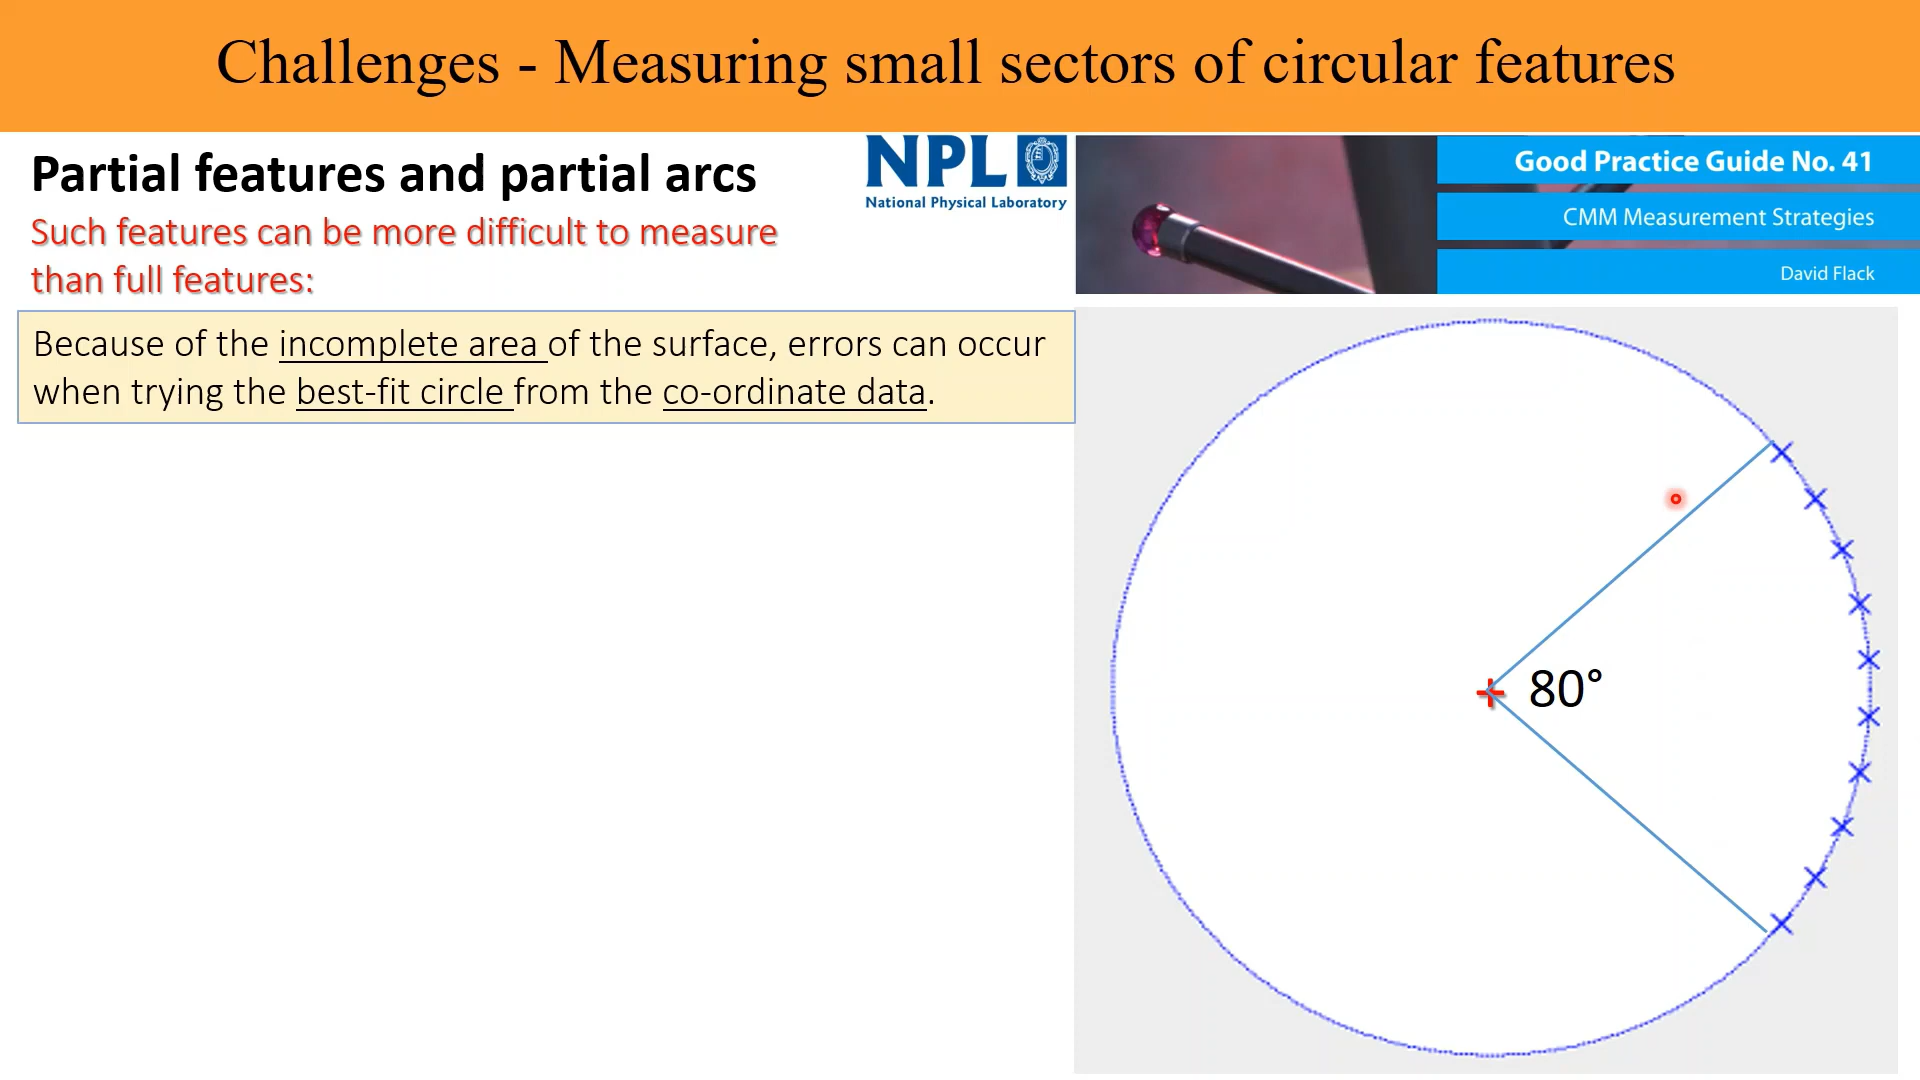 Challenges - Measuring small sectors of circular features
Partial features and partial arcs
Such features can be more difficult to measure
than full features:
NPL
National Physical Laboratory
Good Practice Guide No. 41
CMM Measurement Strategies
David Flack
Because of the incomplete area of the surface, errors can occur
when trying the best-fit circle from the co-ordinate data.
80°